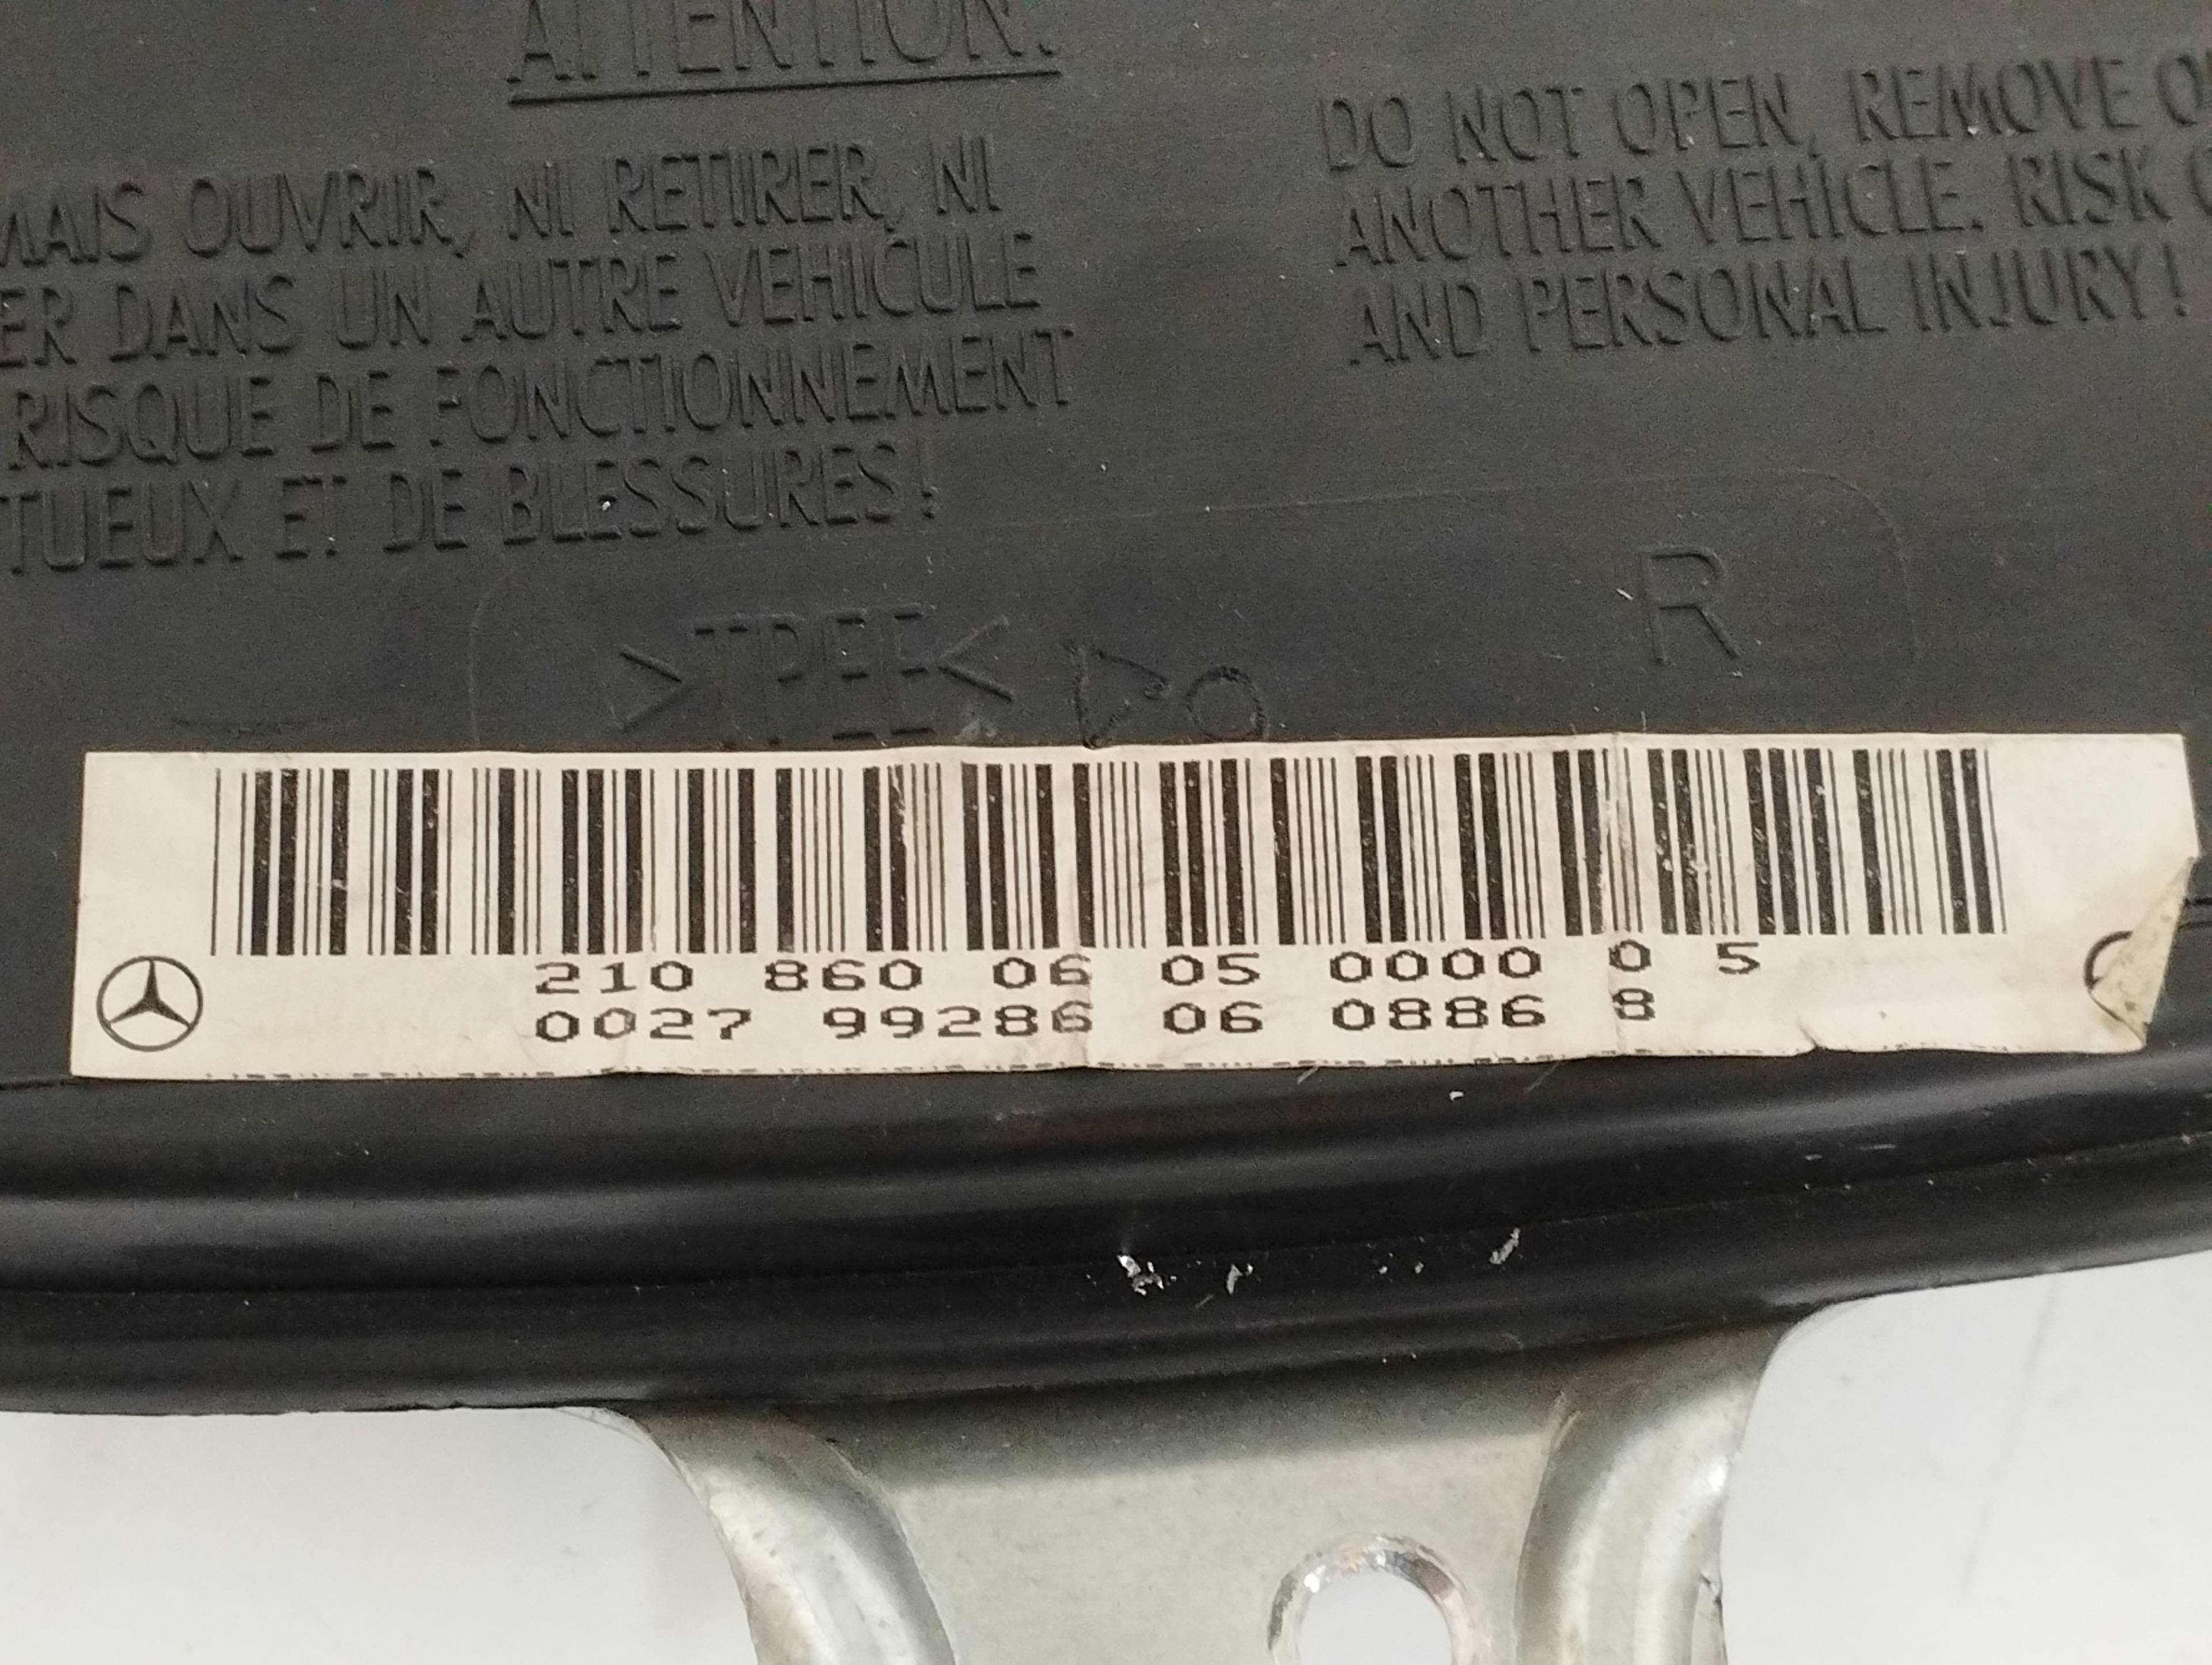 ATTENTION:
MAIS OUVRIR, NI RETIRER, NI
ER DANS UN AUTRE VEHICULE
RISQUE DE FONCTIONNEMENT
TUEUX ET DE BLESSURES!
DO NOT OPEN, REMOVE O
ANOTHER VEHICLE. RISK
AND PERSONAL INJURY!
>TPEE<
R
210 860 06 05 0000 0 5
0027 99286 06 0886 8